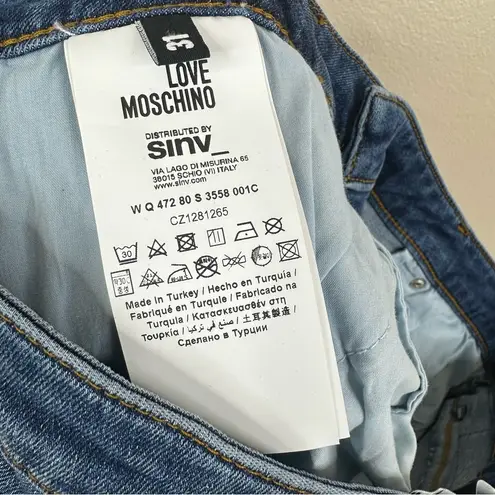 31
LOVE
MOSCHINO
DISTRIBUTED BY
sinv_
VIA LAGO DI MISURINA 65
36015 SCHIO (VI) ITALY
www.sinv.com
W Q 472 80 S 3558 001C
CZ1281265
30
Made in Turkey / Hecho en Turquía /
Fabriqué en Turquie / Fabricado na
Turquia / Κατασκευασθέν στη
Τουρκία / صنع في تركيا / 土耳其製造 /
Сделано в Турции